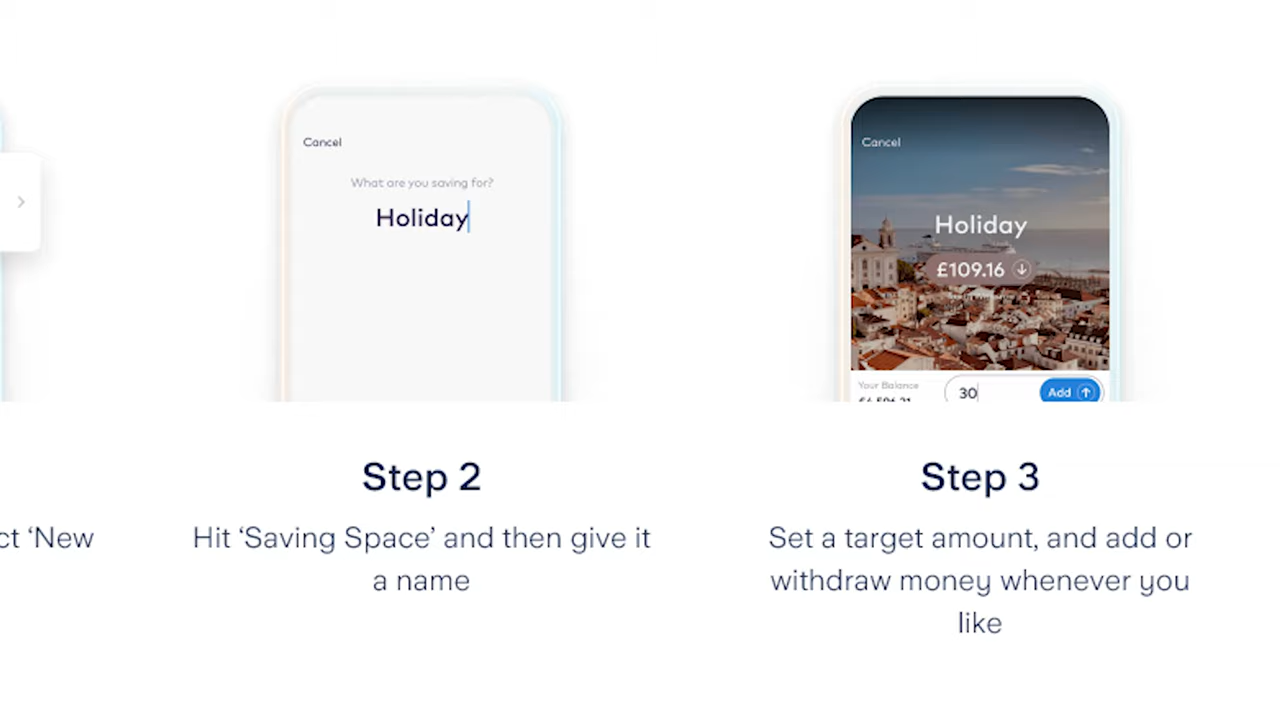 Cancel
What are you saving for?
Holiday
Cancel
Holiday
£109.16
Your Balance
30
Add
Step 2
Step 3
ct ‘New
Hit ‘Saving Space’ and then give it
a name
Set a target amount, and add or
withdraw money whenever you
like